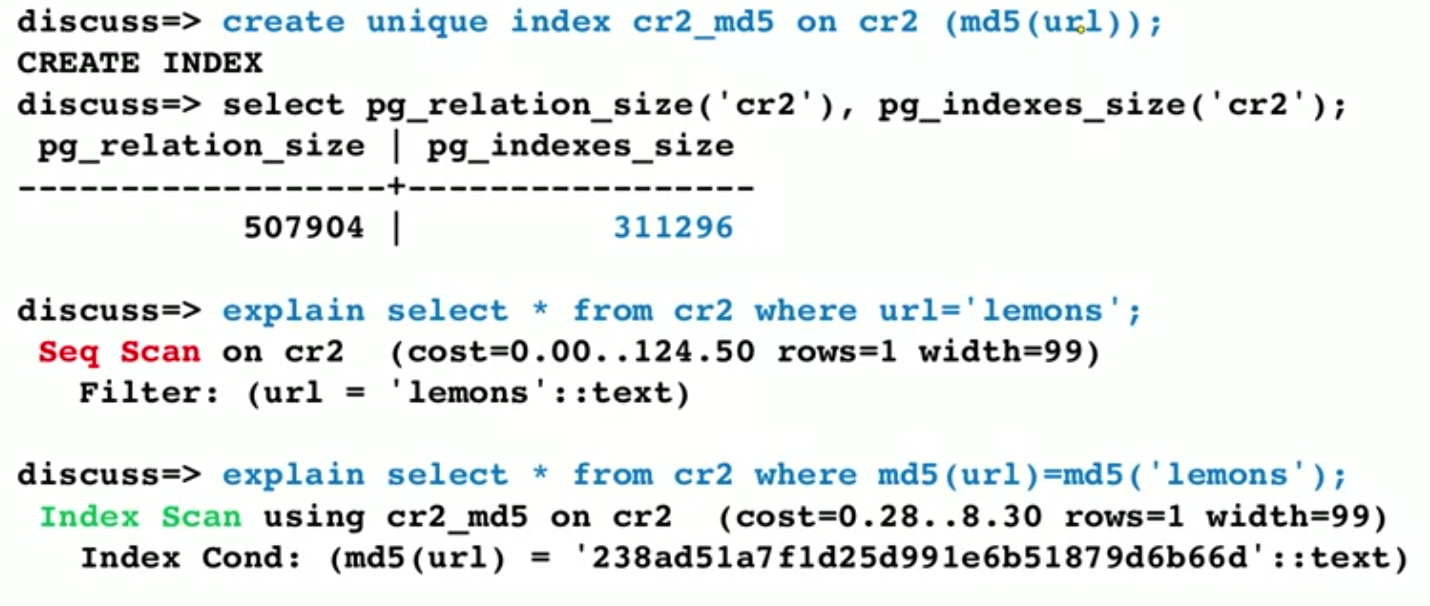 discuss=> create unique index cr2_md5 on cr2 (md5(url));
CREATE INDEX
discuss=> select pg_relation_size('cr2'), pg_indexes_size('cr2');
 pg_relation_size | pg_indexes_size
------------------+-----------------
           507904 |          311296
discuss=> explain select * from cr2 where url='lemons';
 Seq Scan on cr2  (cost=0.00..124.50 rows=1 width=99)
   Filter: (url = 'lemons'::text)
discuss=> explain select * from cr2 where md5(url)=md5('lemons');
 Index Scan using cr2_md5 on cr2  (cost=0.28..8.30 rows=1 width=99)
   Index Cond: (md5(url) = '238ad51a7f1d25d991e6b51879d6b66d'::text)